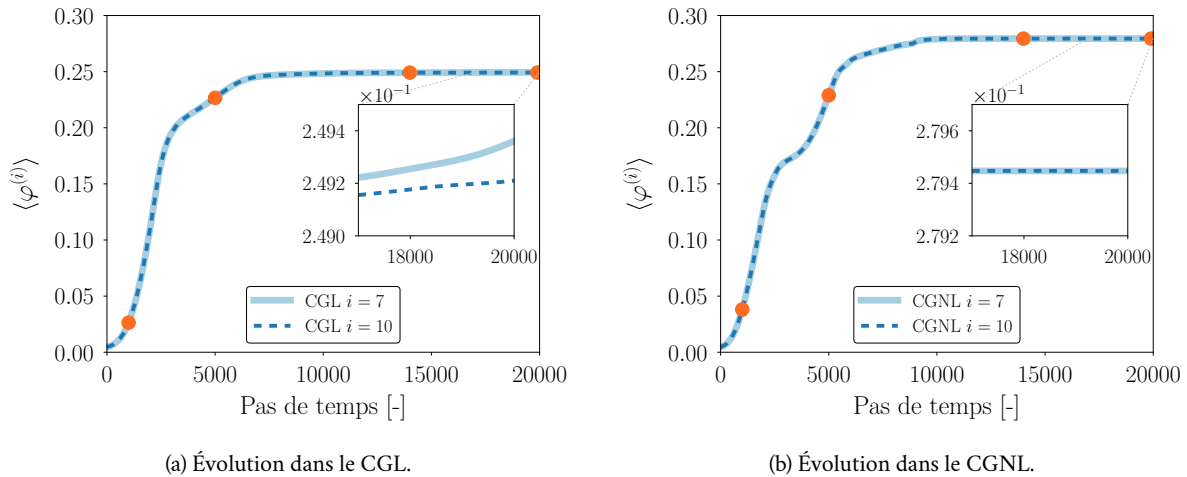 0.30
0.25
0.20
0.15
0.10
0.05
0.00
⟨φ^(i)⟩
×10⁻¹
2.494
2.492
2.490
18000 20000
CGL i = 7
CGL i = 10
0 5000 10000 15000 20000
Pas de temps [-]
(a) Évolution dans le CGL.
0.30
0.25
0.20
0.15
0.10
0.05
0.00
⟨φ^(i)⟩
×10⁻¹
2.796
2.794
2.792
18000 20000
CGNL i = 7
CGNL i = 10
0 5000 10000 15000 20000
Pas de temps [-]
(b) Évolution dans le CGNL.